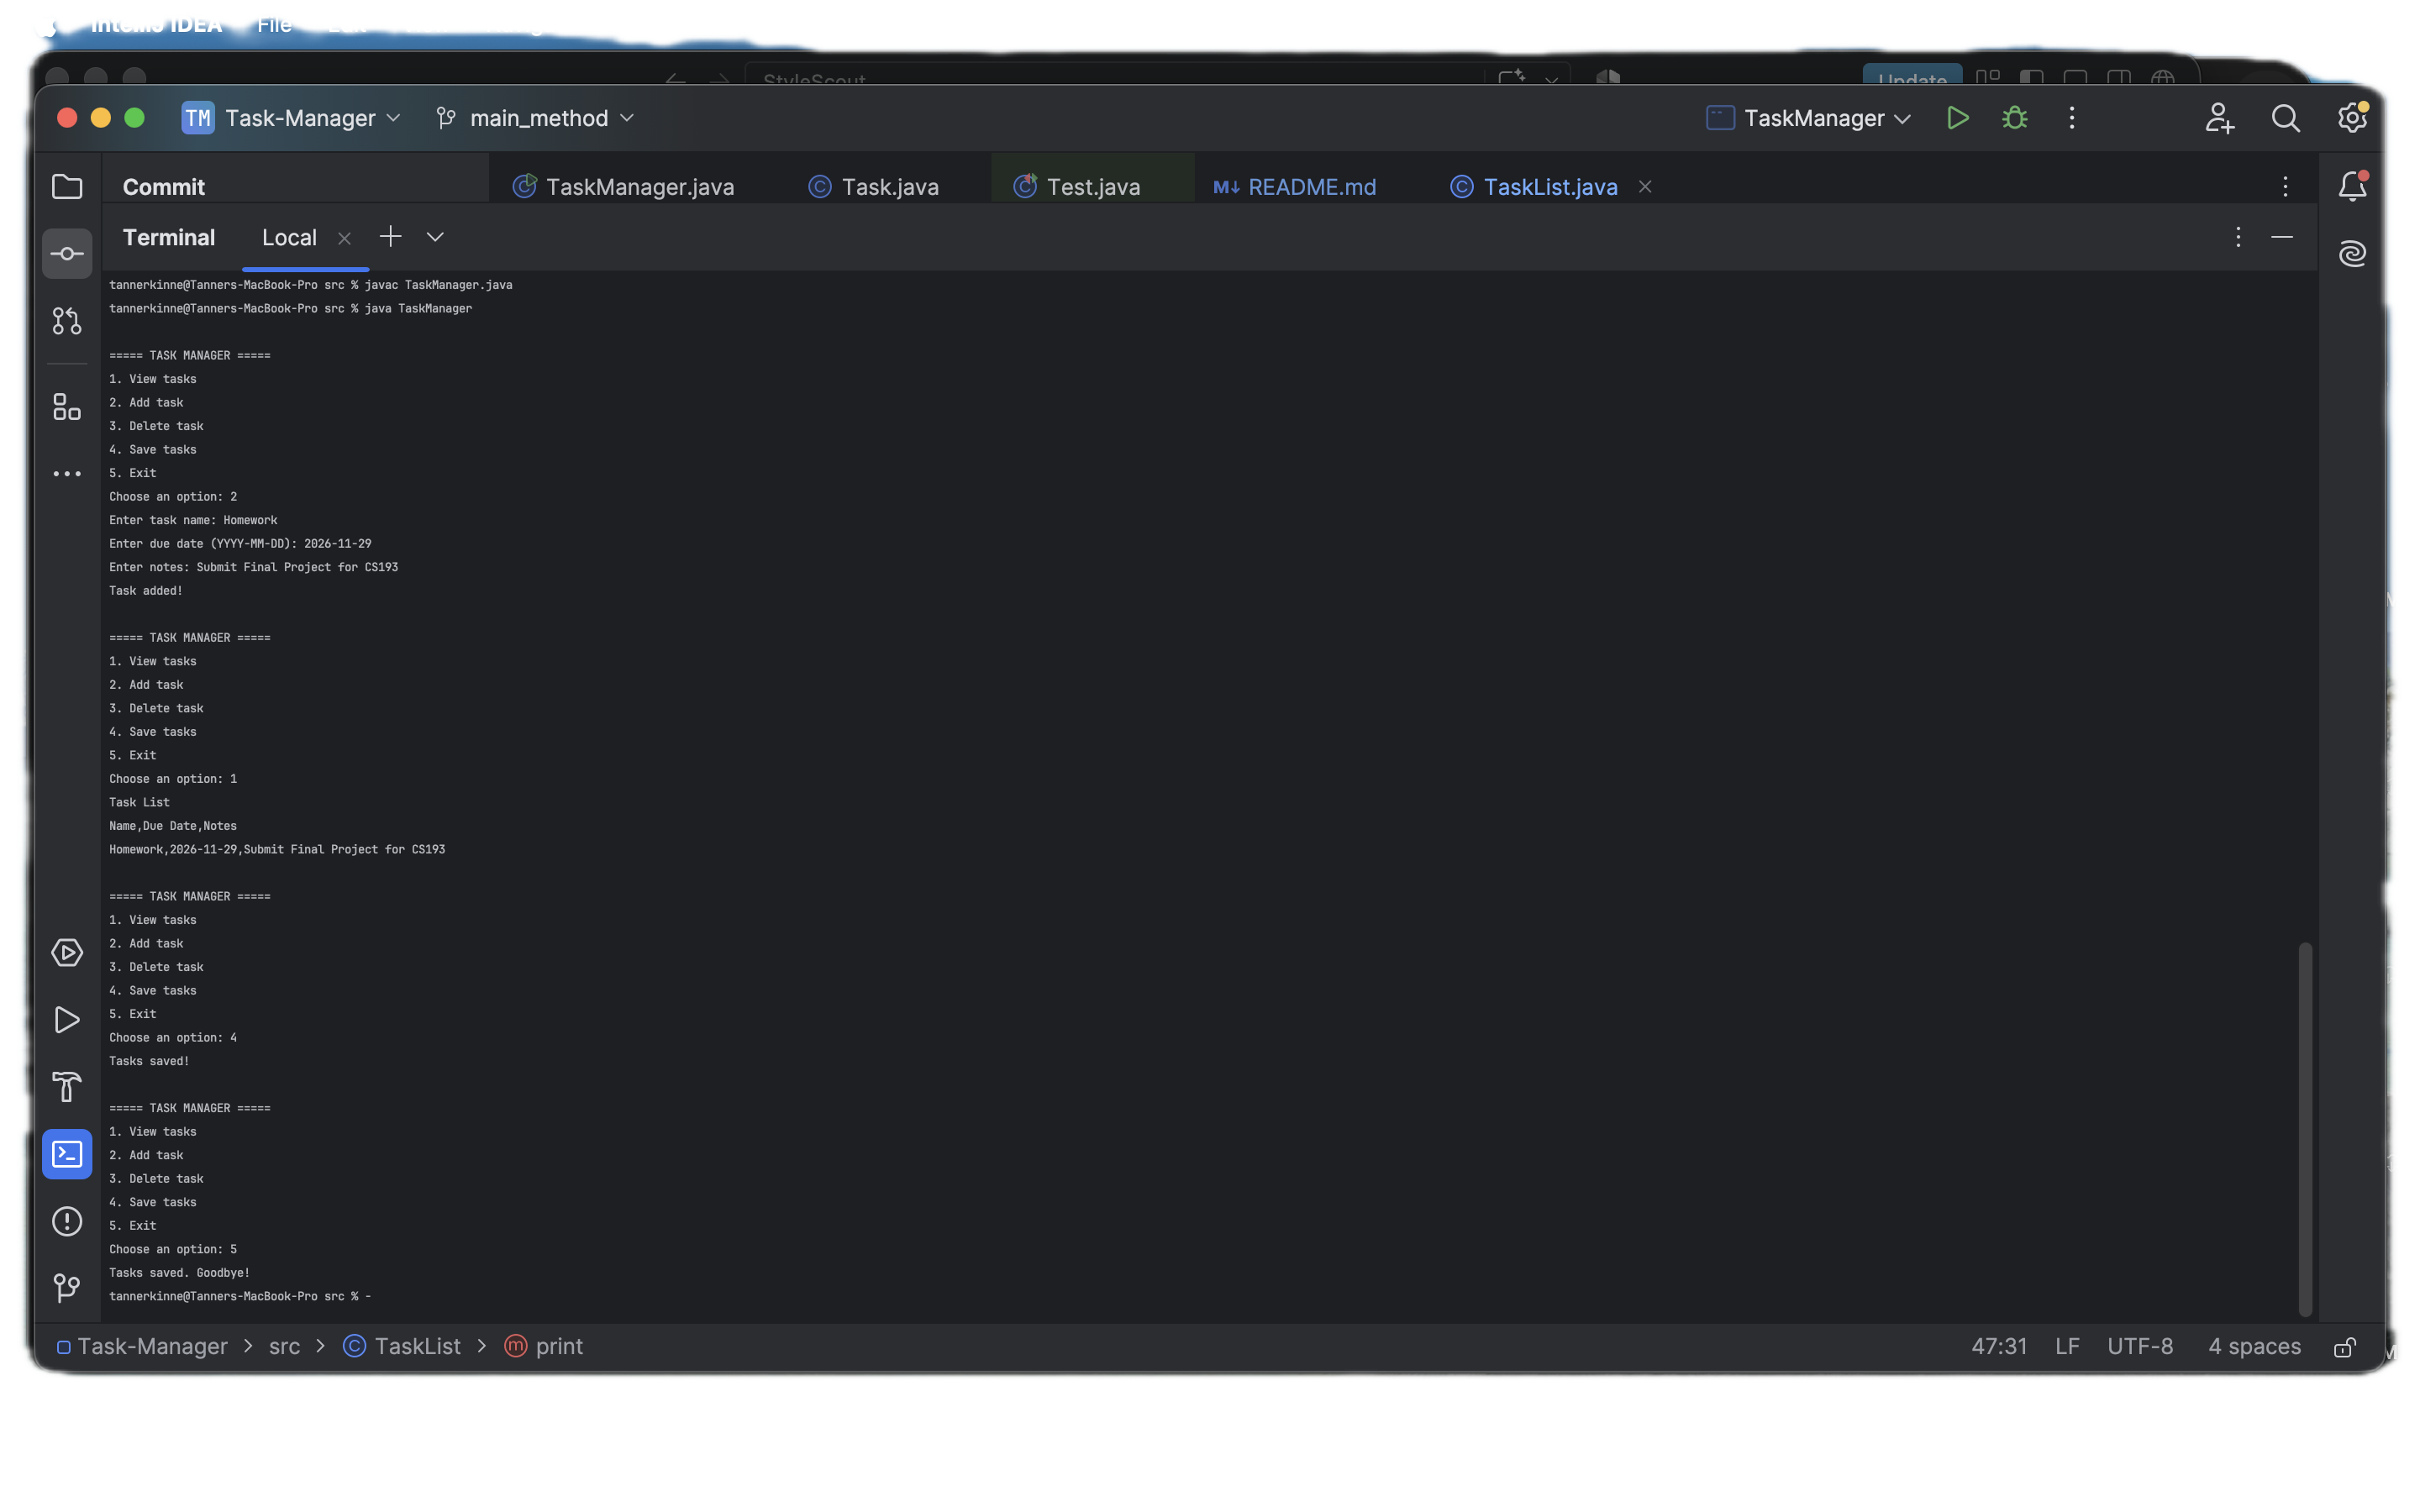 IntelliJ IDEA File Edit
StyleScout
Update
TM Task-Manager main_method TaskManager
Commit TaskManager.java Task.java Test.java M↓ README.md TaskList.java
Terminal Local
tannerkinne@Tanners-MacBook-Pro src % javac TaskManager.java
tannerkinne@Tanners-MacBook-Pro src % java TaskManager
===== TASK MANAGER =====
1. View tasks
2. Add task
3. Delete task
4. Save tasks
5. Exit
Choose an option: 2
Enter task name: Homework
Enter due date (YYYY-MM-DD): 2026-11-29
Enter notes: Submit Final Project for CS193
Task added!
===== TASK MANAGER =====
1. View tasks
2. Add task
3. Delete task
4. Save tasks
5. Exit
Choose an option: 1
Task List
Name,Due Date,Notes
Homework,2026-11-29,Submit Final Project for CS193
===== TASK MANAGER =====
1. View tasks
2. Add task
3. Delete task
4. Save tasks
5. Exit
Choose an option: 4
Tasks saved!
===== TASK MANAGER =====
1. View tasks
2. Add task
3. Delete task
4. Save tasks
5. Exit
Choose an option: 5
Tasks saved. Goodbye!
tannerkinne@Tanners-MacBook-Pro src % -
Task-Manager > src > TaskList > print 47:31 LF UTF-8 4 spaces